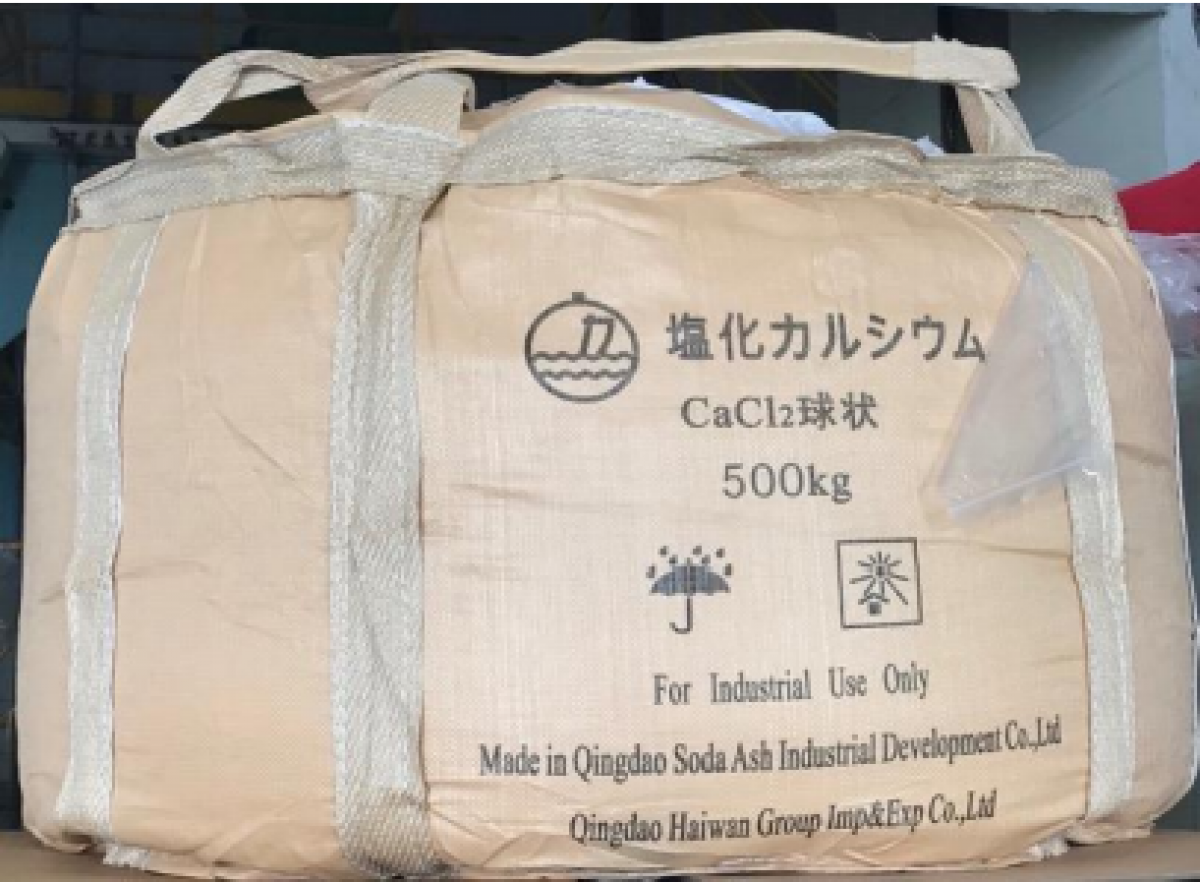 塩化カルシウム
CaCl2球状
500kg
For Industrial Use Only
Made in Qingdao Soda Ash Industrial Development Co.,Ltd
Qingdao Haiwan Group Imp&Exp Co.,Ltd